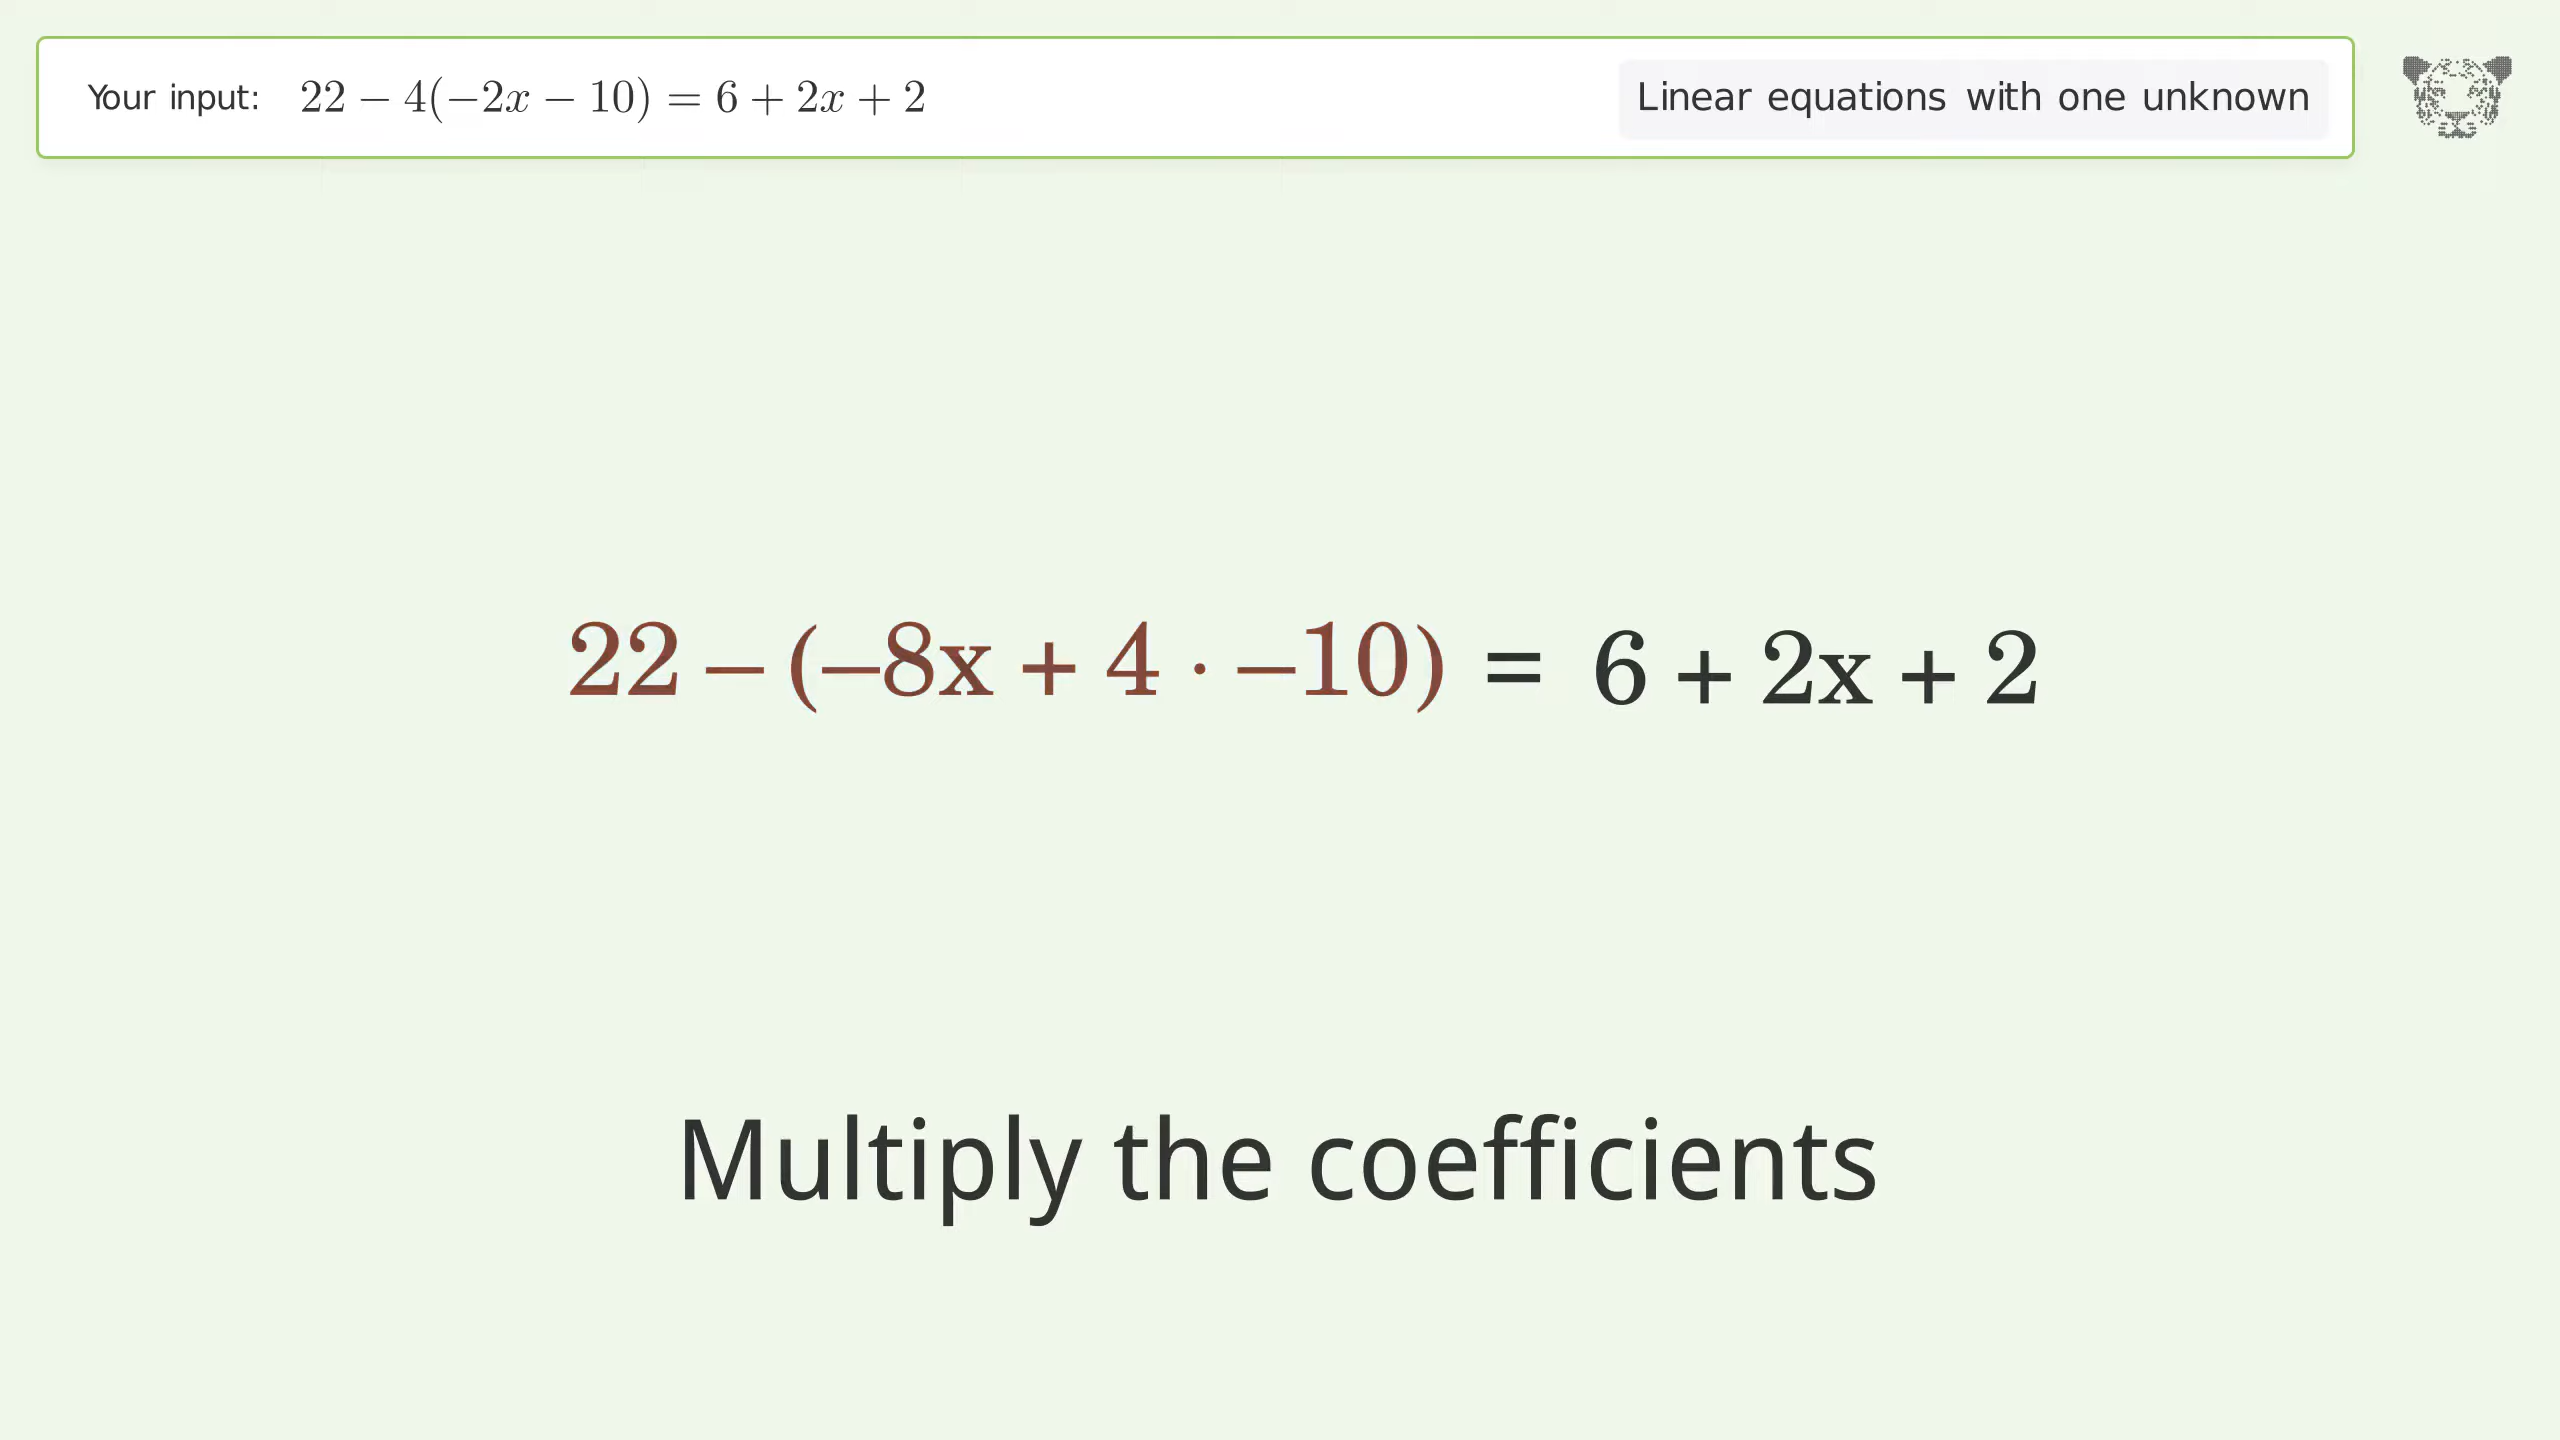 Your input: 22 − 4(−2x − 10) = 6 + 2x + 2 Linear equations with one unknown
22 − (−8x + 4 · −10) = 6 + 2x + 2
Multiply the coefficients